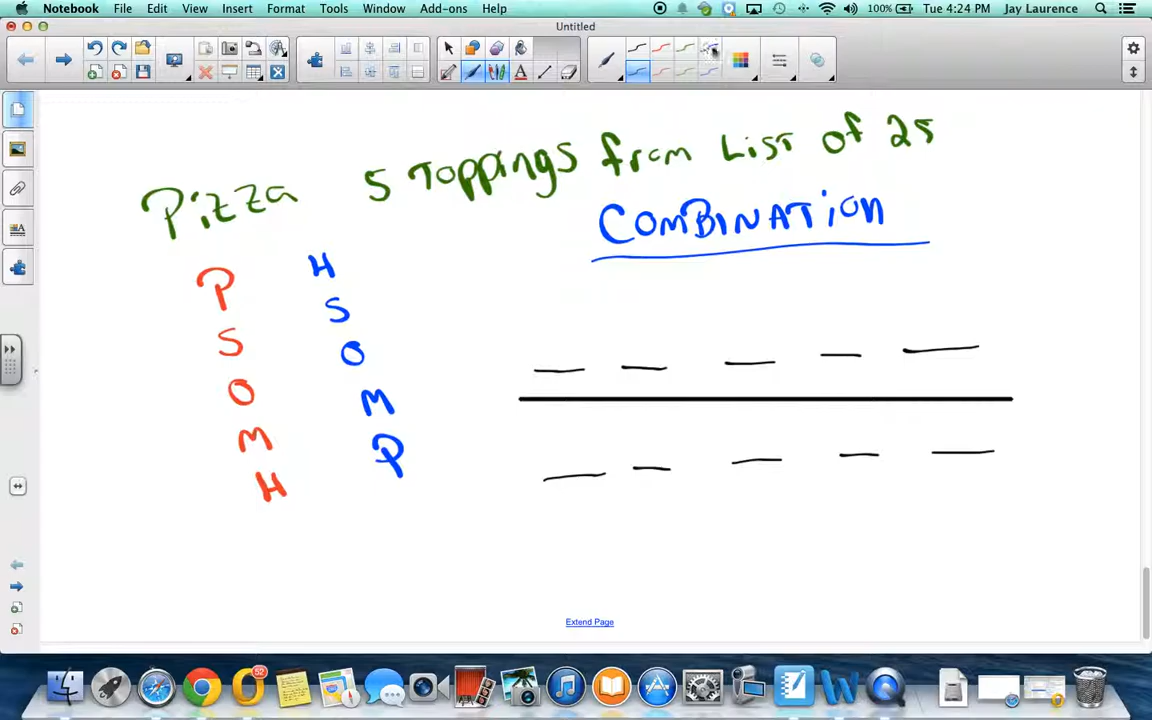 Notebook File Edit View Insert Format Tools Window Add-ons Help 100% Tue 4:24 PM Jay Laurence
Untitled
Pizza 5 Toppings from List of 25
COMBINATION
P H
S S
O O
M M
H P
Extend Page
52